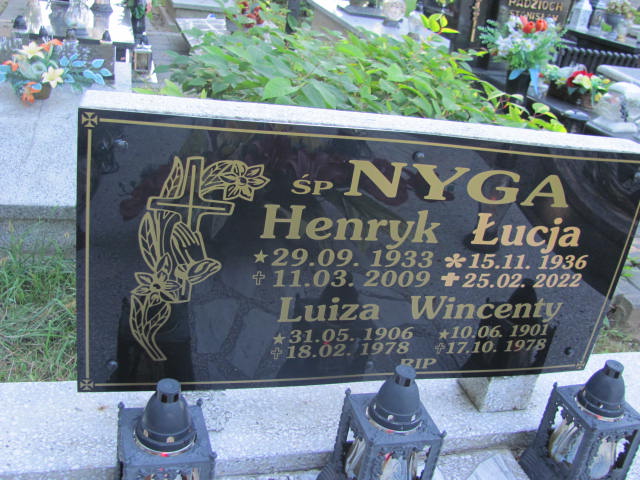 PADZIOCH
ŚP NYGA
Henryk Łucja
★ 29.09. 1933 ✻ 15.11. 1936
✝ 11.03. 2009 ✚ 25.02. 2022
Luiza Wincenty
★ 31.05. 1906 ★ 10.06. 1901
✝ 18.02. 1978 ✝ 17.10. 1978
RIP